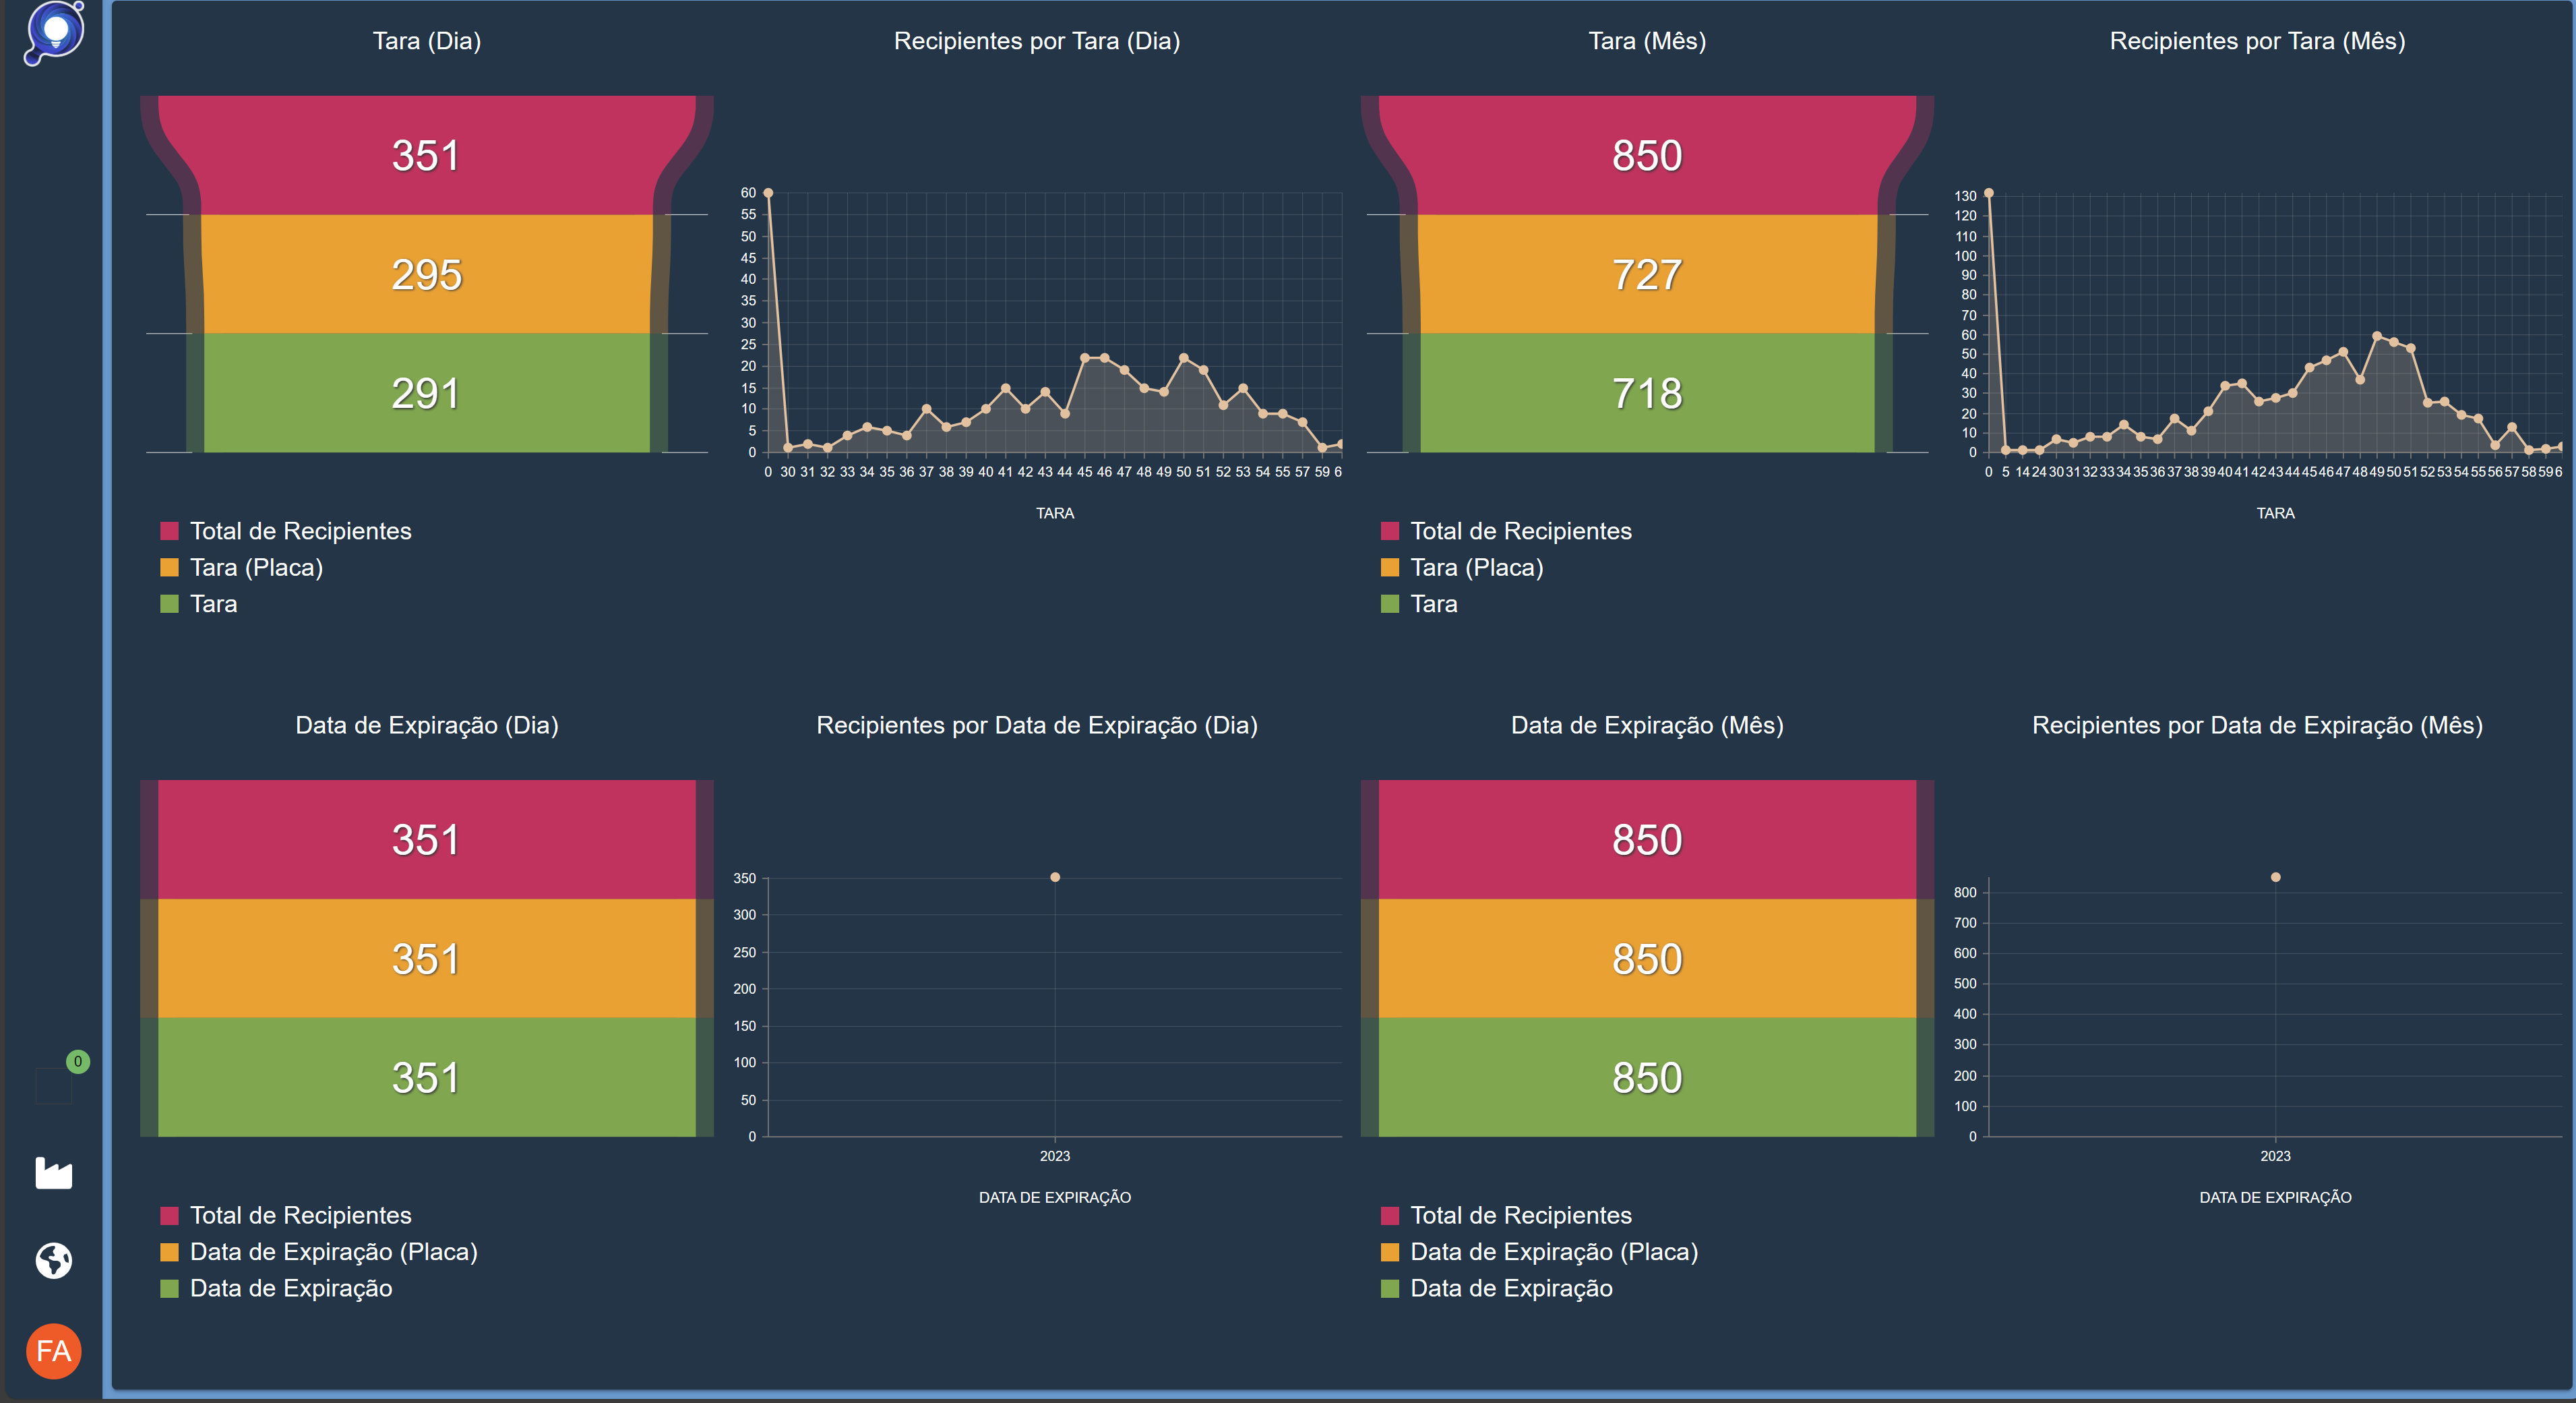 Tara (Dia)
351
295
291
Total de Recipientes
Tara (Placa)
Tara
Recipientes por Tara (Dia)
60
55
50
45
40
35
30
25
20
15
10
5
0
0 30 31 32 33 34 35 36 37 38 39 40 41 42 43 44 45 46 47 48 49 50 51 52 53 54 55 57 59 6
TARA
Tara (Mês)
850
727
718
Total de Recipientes
Tara (Placa)
Tara
Recipientes por Tara (Mês)
130
120
110
100
90
80
70
60
50
40
30
20
10
0
0 5 14 24 30 31 32 33 34 35 36 37 38 39 40 41 42 43 44 45 46 47 48 49 50 51 52 53 54 55 56 57 58 59 6
TARA
Data de Expiração (Dia)
351
351
351
Total de Recipientes
Data de Expiração (Placa)
Data de Expiração
Recipientes por Data de Expiração (Dia)
350
300
250
200
150
100
50
0
2023
DATA DE EXPIRAÇÃO
Data de Expiração (Mês)
850
850
850
Total de Recipientes
Data de Expiração (Placa)
Data de Expiração
Recipientes por Data de Expiração (Mês)
800
700
600
500
400
300
200
100
0
2023
DATA DE EXPIRAÇÃO
0
FA